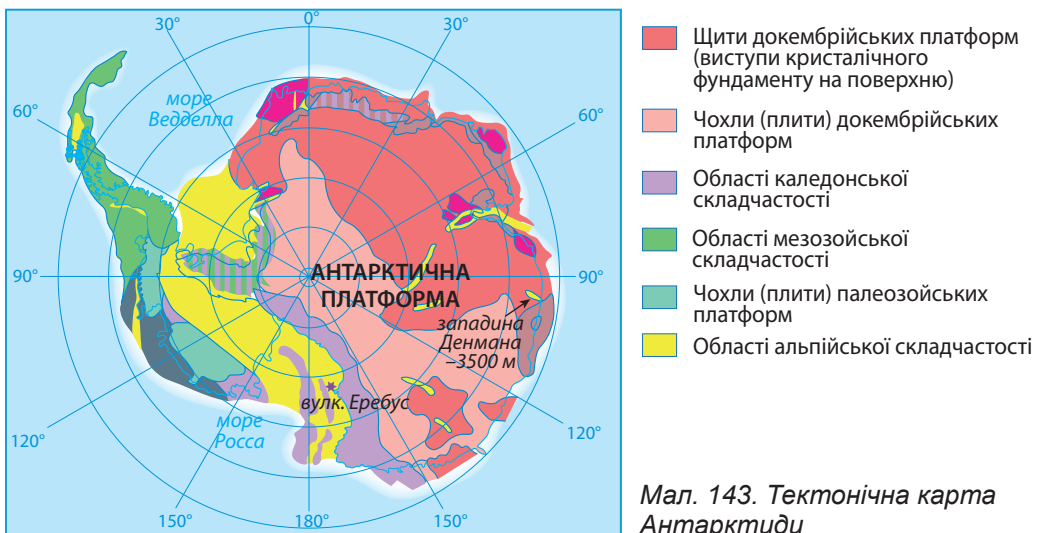 0°
30°
30°
60°
60°
90°
90°
120°
120°
150°
180°
150°
море
Ведделла
АНТАРКТИЧНА
ПЛАТФОРМА
западина
Денмана
–3500 м
вулк. Еребус
море
Росса
Щити докембрійських платформ
(виступи кристалічного
фундаменту на поверхню)
Чохли (плити) докембрійських
платформ
Області каледонської
складчастості
Області мезозойської
складчастості
Чохли (плити) палеозойських
платформ
Області альпійської складчастості
Мал. 143. Тектонічна карта
Антарктиди